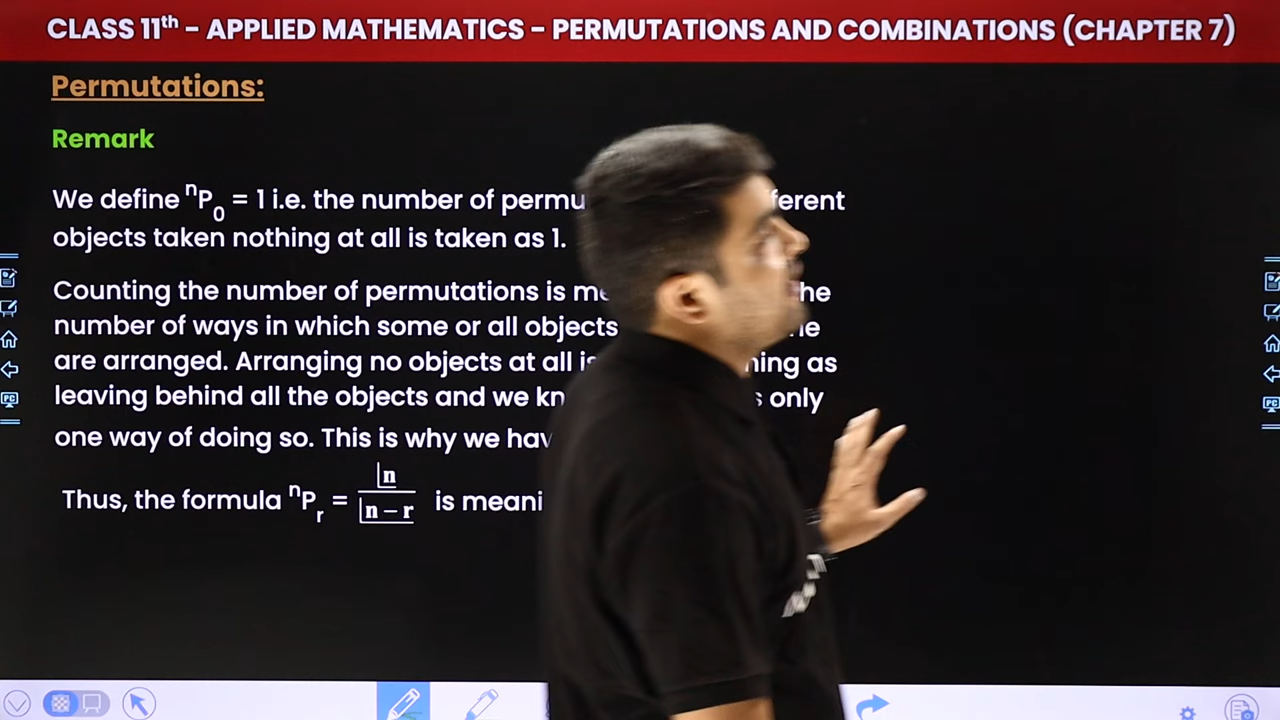 CLASS 11th – APPLIED MATHEMATICS – PERMUTATIONS AND COMBINATIONS (CHAPTER 7)
Permutations:
Remark
We define ⁿP₀ = 1 i.e. the number of permu ferent
objects taken nothing at all is taken as 1.
Counting the number of permutations is me he
number of ways in which some or all objects
are arranged. Arranging no objects at all is hing as
leaving behind all the objects and we kn s only
one way of doing so. This is why we hav
Thus, the formula ⁿPᵣ = |n / |n – r is meani
PC
PC